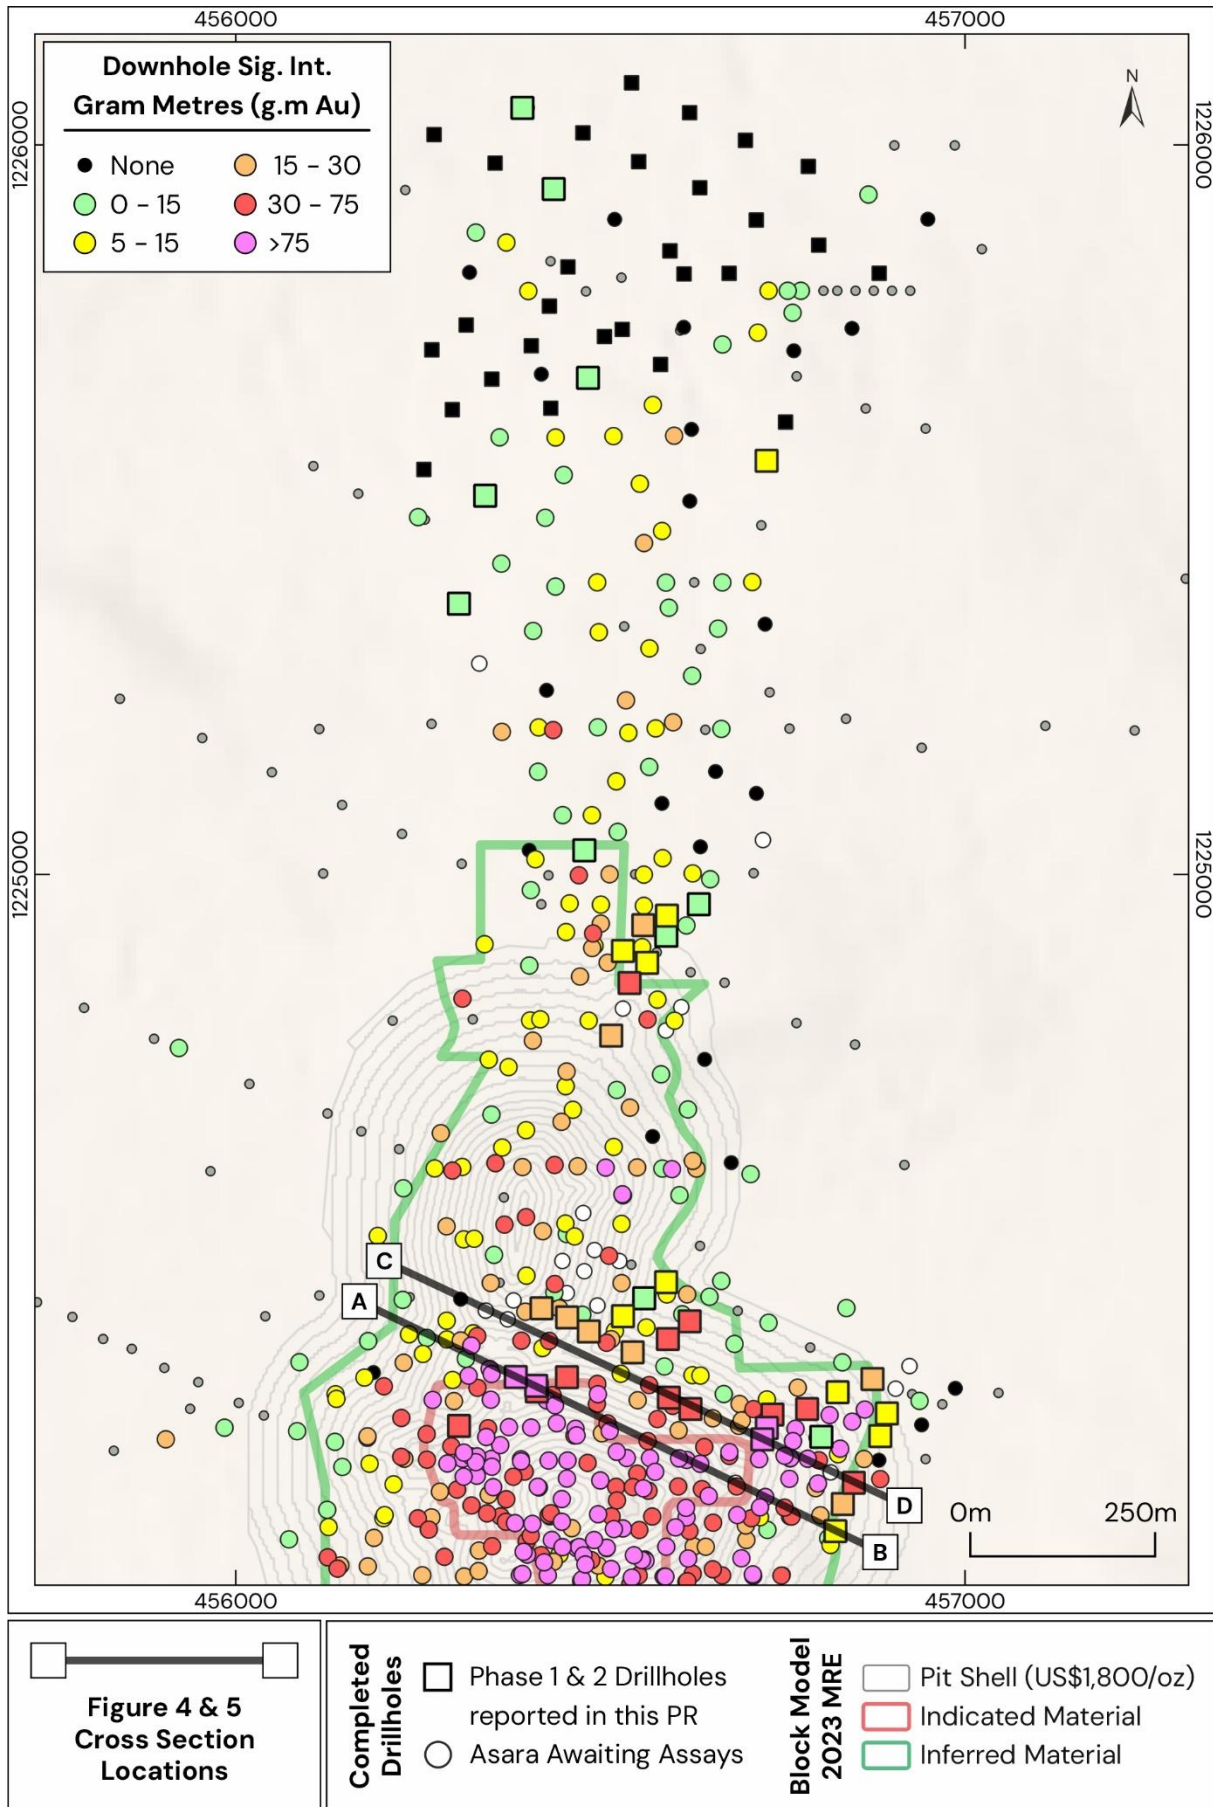 456000
457000
Downhole Sig. Int.
Gram Metres (g.m Au)
None
15 - 30
0 - 15
30 - 75
5 - 15
>75
N
1226000
1226000
1225000
1225000
C
A
D
B
0m
250m
456000
457000
Figure 4 & 5
Cross Section
Locations
Completed
Drillholes
Phase 1 & 2 Drillholes
reported in this PR
Asara Awaiting Assays
Block Model
2023 MRE
Pit Shell (US$1,800/oz)
Indicated Material
Inferred Material